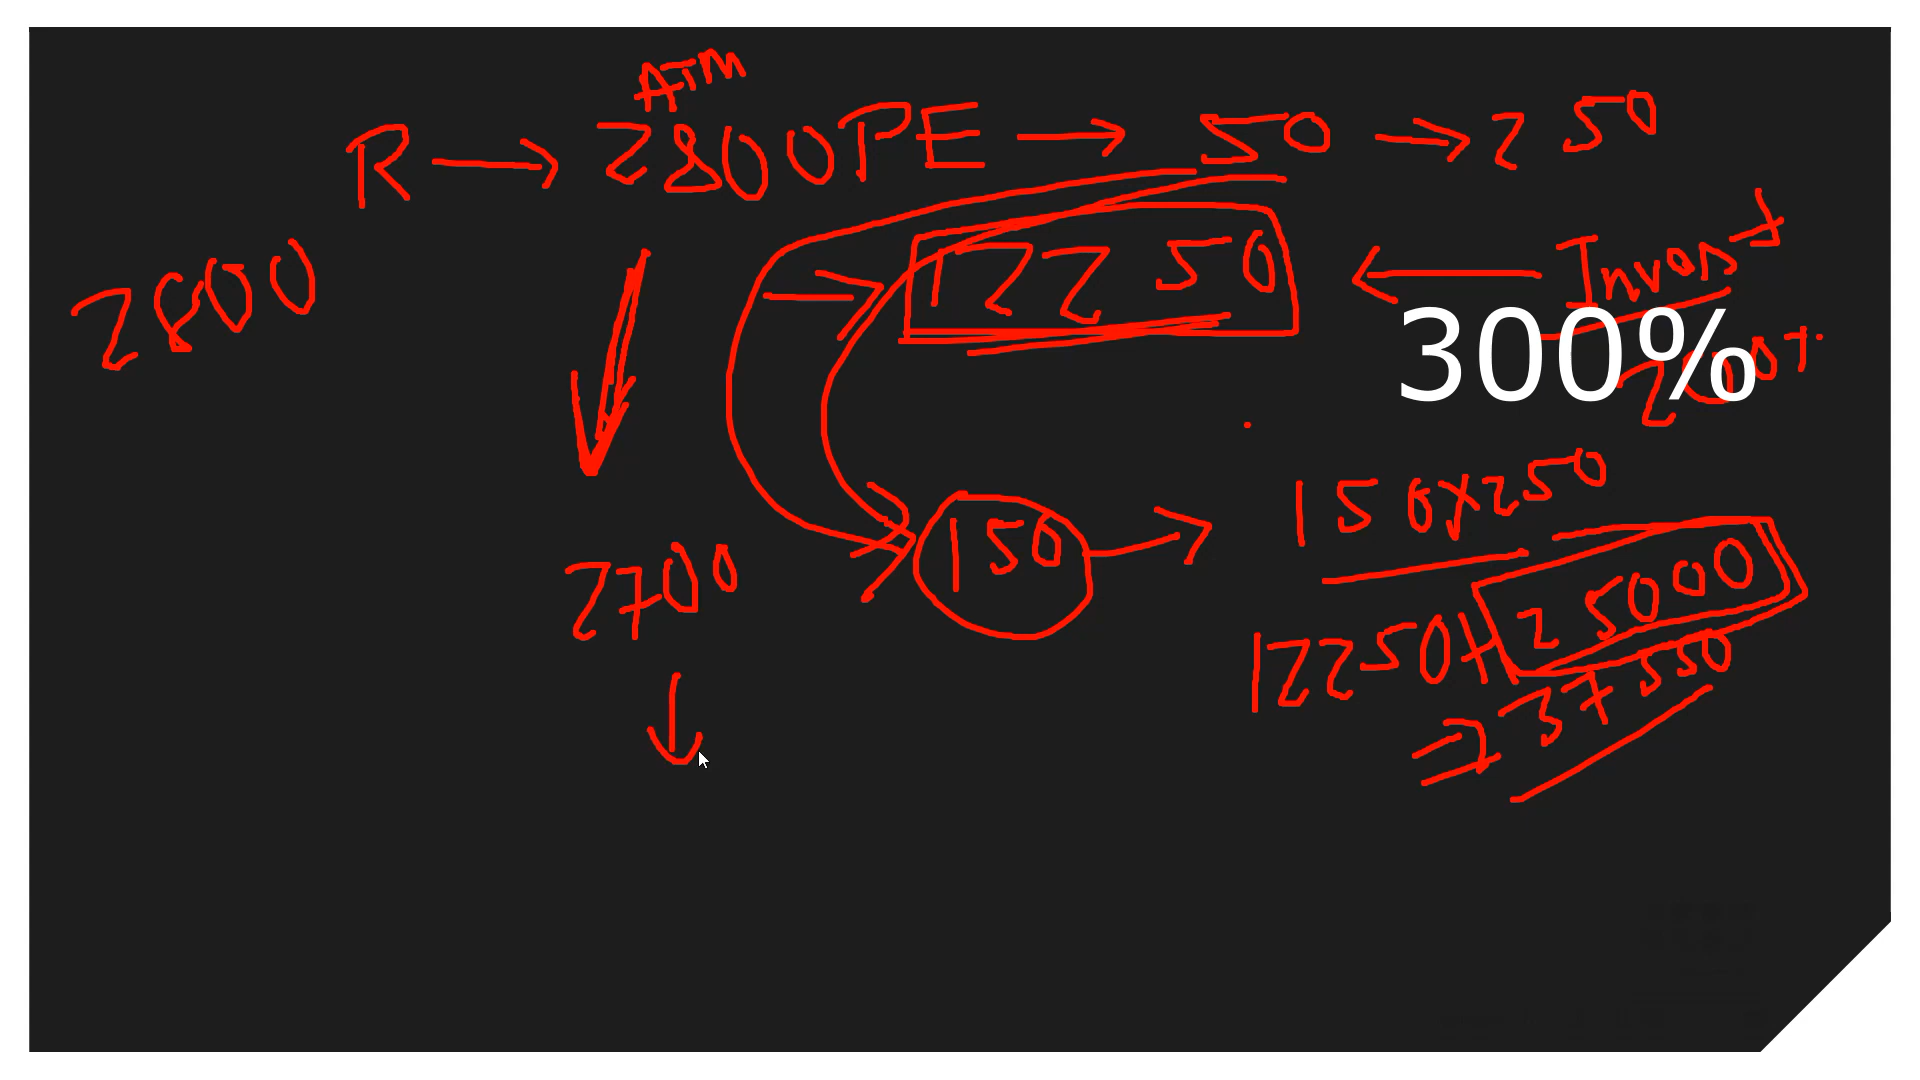 ATM
R → 2800PE → 50 → 250
2800
12250 ← Invest
300%
150x250
2700
150 →
25000
12250+
⇒ 37550